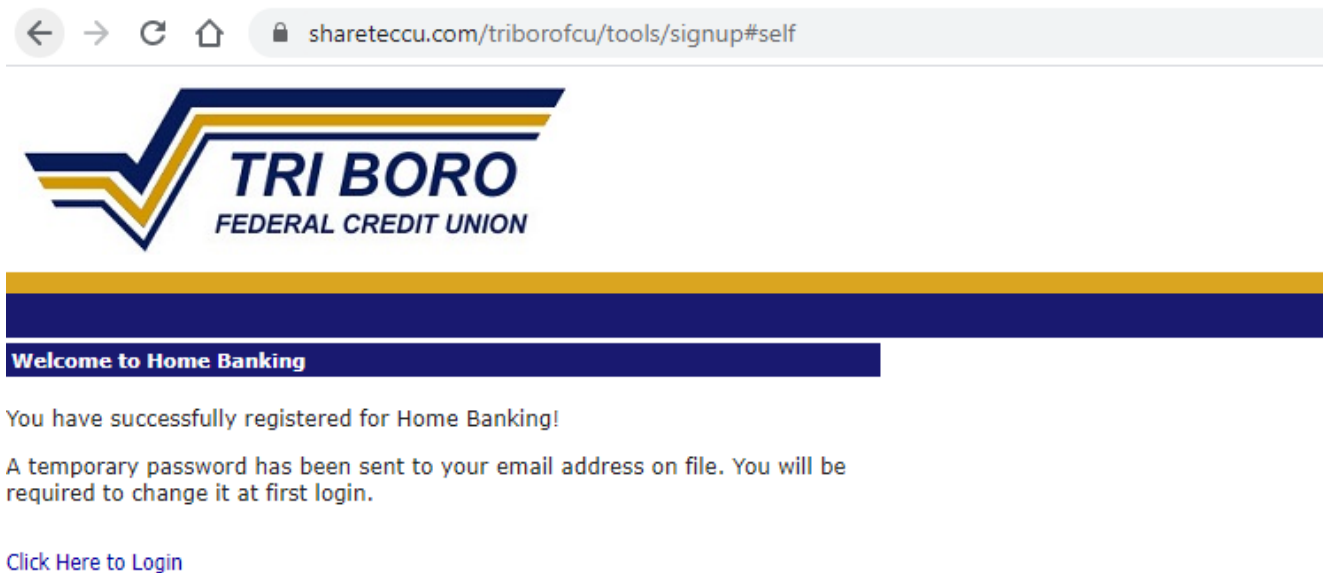 shareteccu.com/triborofcu/tools/signup#self
TRI BORO
FEDERAL CREDIT UNION
Welcome to Home Banking
You have successfully registered for Home Banking!
A temporary password has been sent to your email address on file. You will be
required to change it at first login.
Click Here to Login